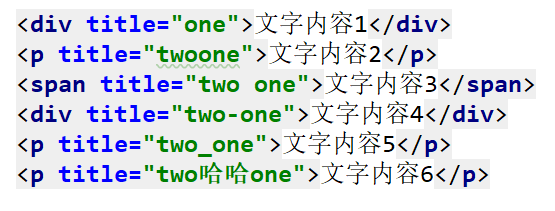 <div title="one">文字内容1</div>
<p title="twoone">文字内容2</p>
<span title="two one">文字内容3</span>
<div title="two-one">文字内容4</div>
<p title="two_one">文字内容5</p>
<p title="two哈哈one">文字内容6</p>